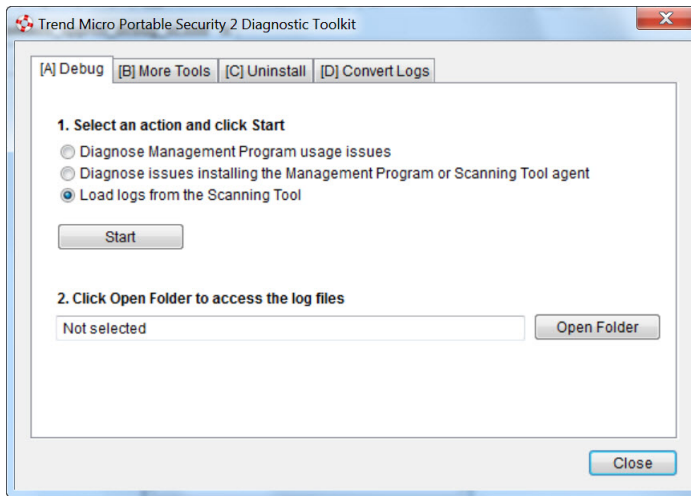 Trend Micro Portable Security 2 Diagnostic Toolkit
[A] Debug [B] More Tools [C] Uninstall [D] Convert Logs
1. Select an action and click Start
Diagnose Management Program usage issues
Diagnose issues installing the Management Program or Scanning Tool agent
Load logs from the Scanning Tool
Start
2. Click Open Folder to access the log files
Not selected Open Folder
Close